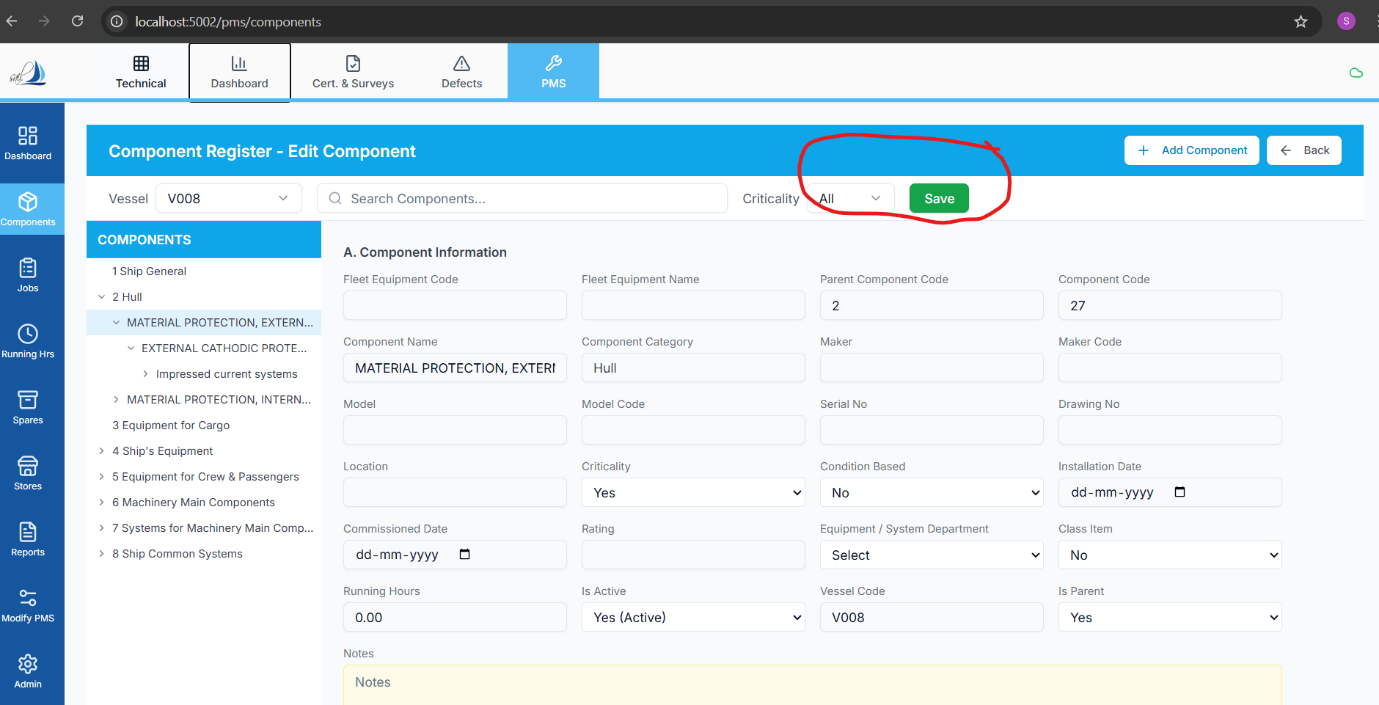 localhost:5002/pms/components
S
Technical
Dashboard
Cert. & Surveys
Defects
PMS
Dashboard
Components
Jobs
Running Hrs
Spares
Stores
Reports
Modify PMS
Admin
Component Register - Edit Component
+ Add Component
Back
Vessel V008 Search Components... Criticality All Save
COMPONENTS
1 Ship General
2 Hull
MATERIAL PROTECTION, EXTERN...
EXTERNAL CATHODIC PROTE...
Impressed current systems
MATERIAL PROTECTION, INTERN...
3 Equipment for Cargo
4 Ship's Equipment
5 Equipment for Crew & Passengers
6 Machinery Main Components
7 Systems for Machinery Main Comp...
8 Ship Common Systems
A. Component Information
Fleet Equipment Code Fleet Equipment Name Parent Component Code Component Code
2 27
Component Name Component Category Maker Maker Code
MATERIAL PROTECTION, EXTERN Hull
Model Model Code Serial No Drawing No
Location Criticality Condition Based Installation Date
Yes No dd-mm-yyyy
Commissioned Date Rating Equipment / System Department Class Item
dd-mm-yyyy Select No
Running Hours Is Active Vessel Code Is Parent
0.00 Yes (Active) V008 Yes
Notes
Notes